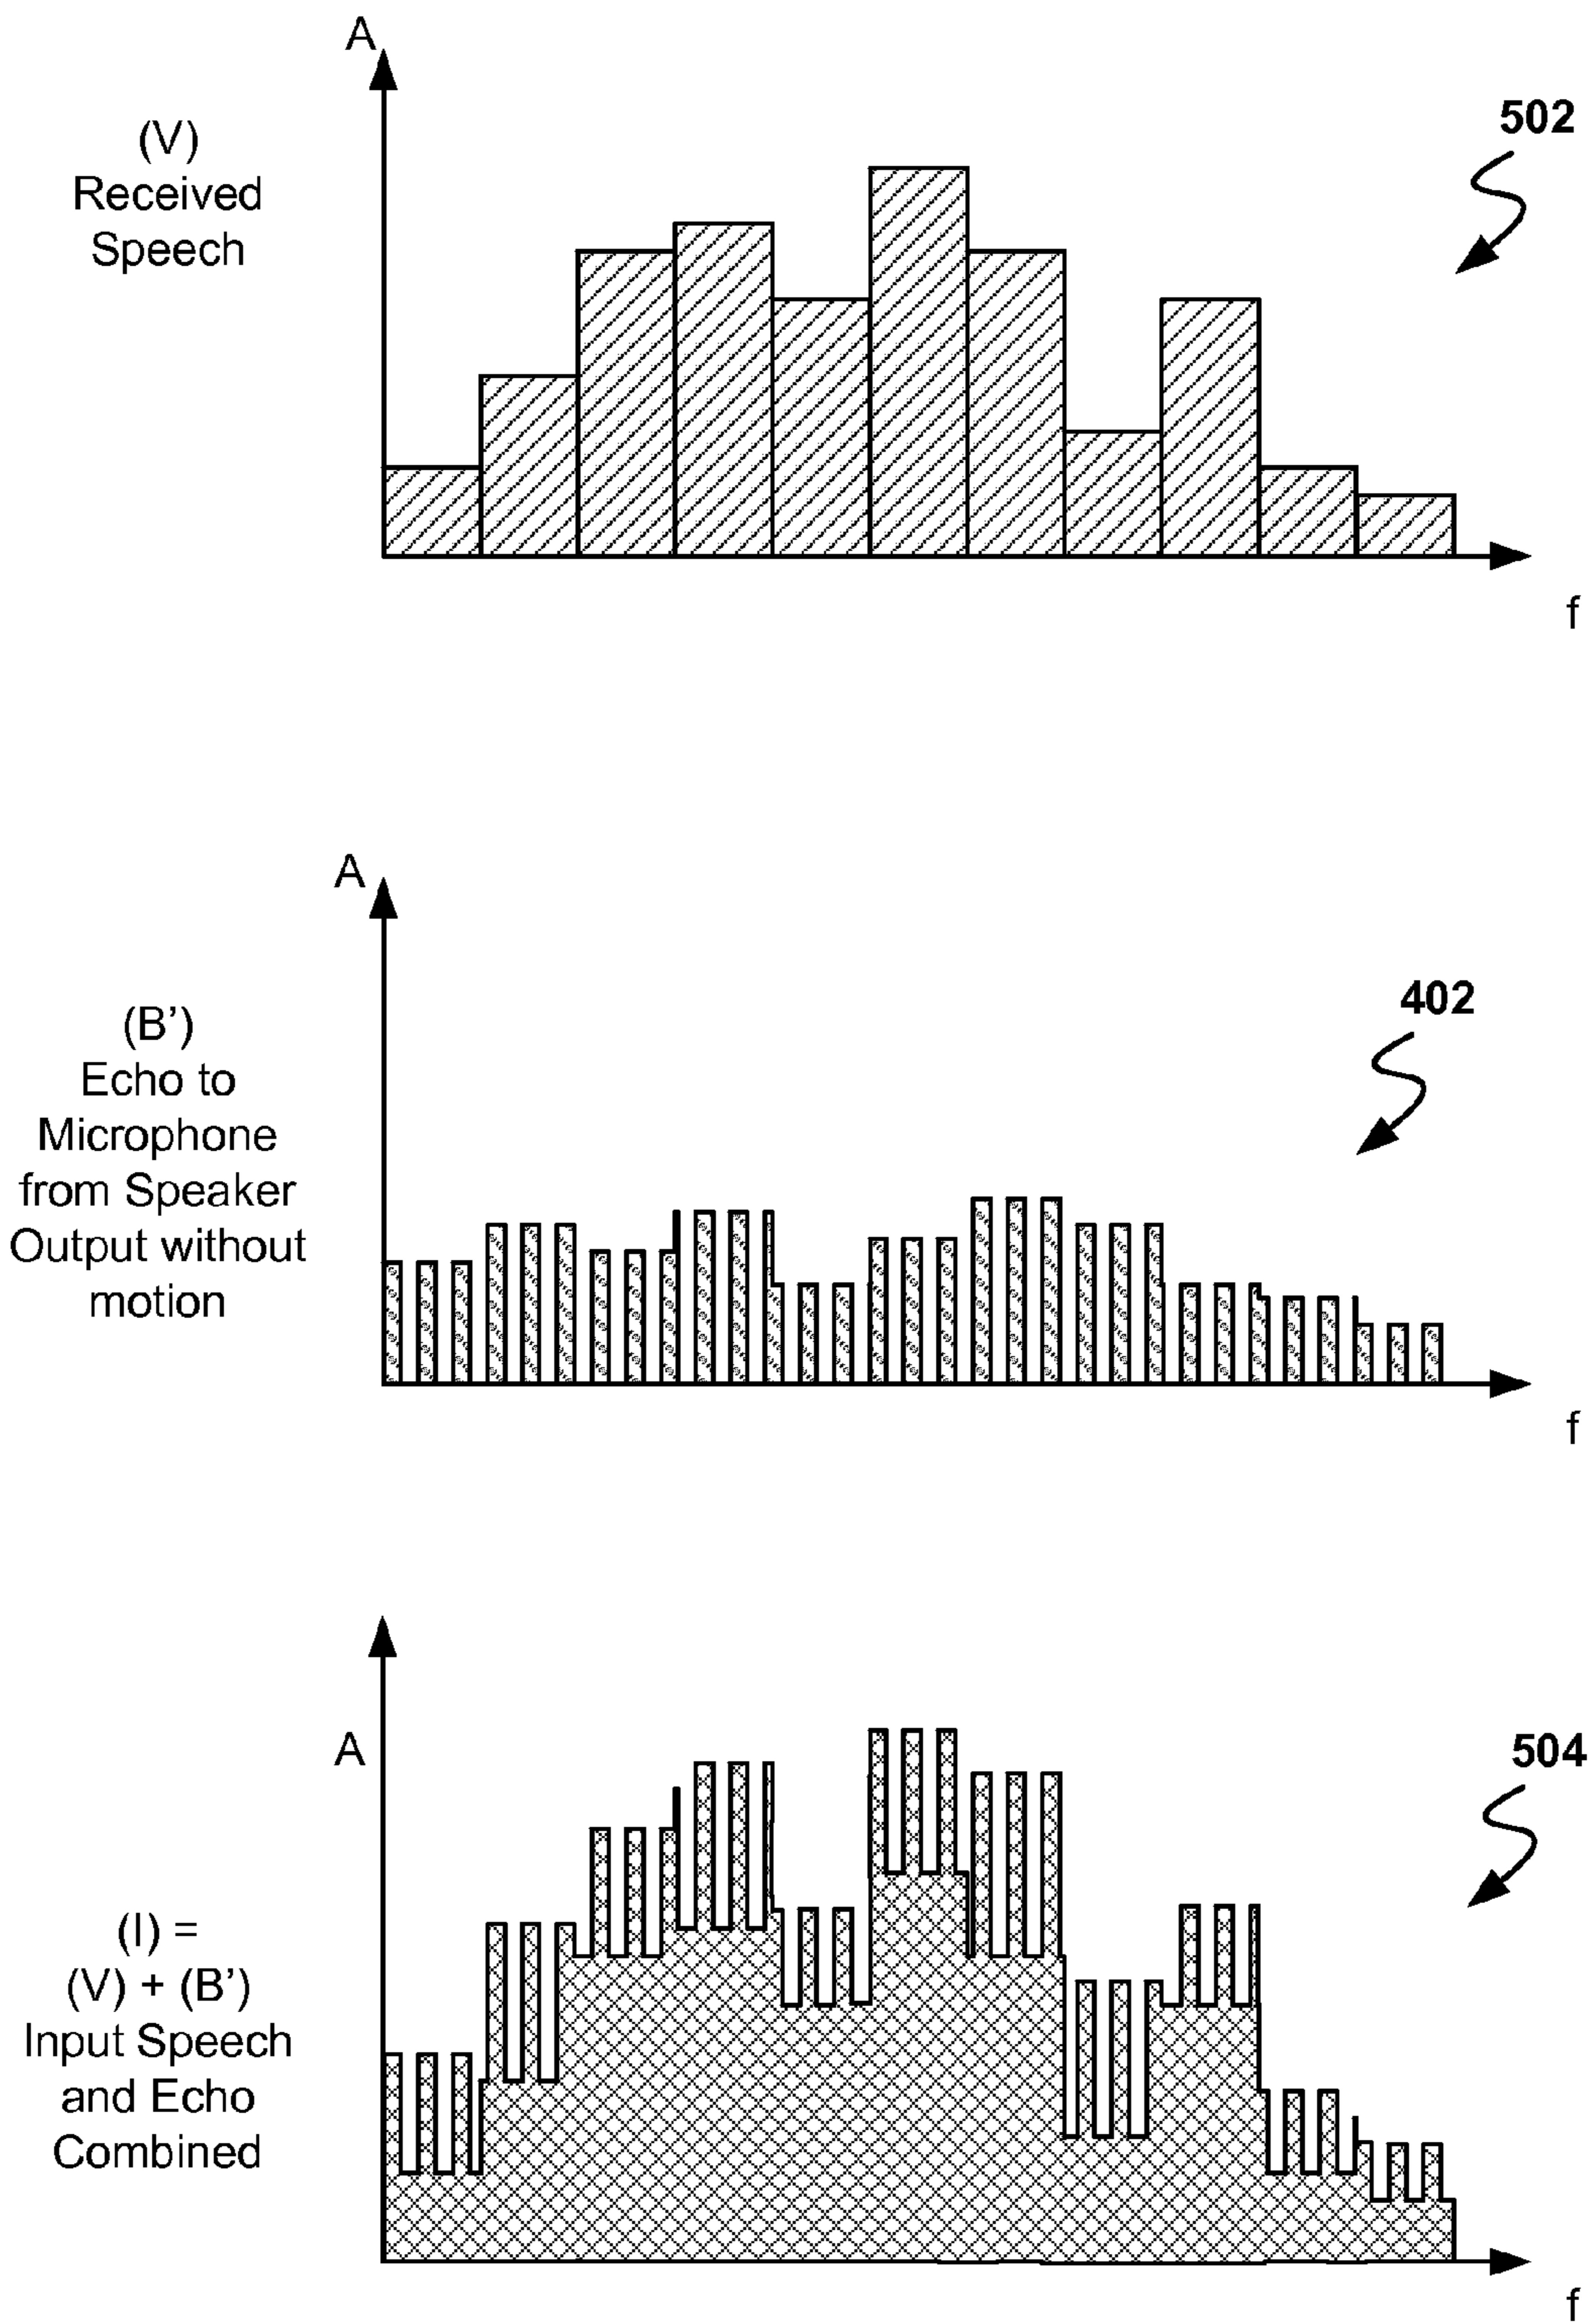 A
(V)
Received
Speech
502
f
A
(B’)
Echo to
Microphone
from Speaker
Output without
motion
402
f
A
(I) =
(V) + (B’)
Input Speech
and Echo
Combined
504
f